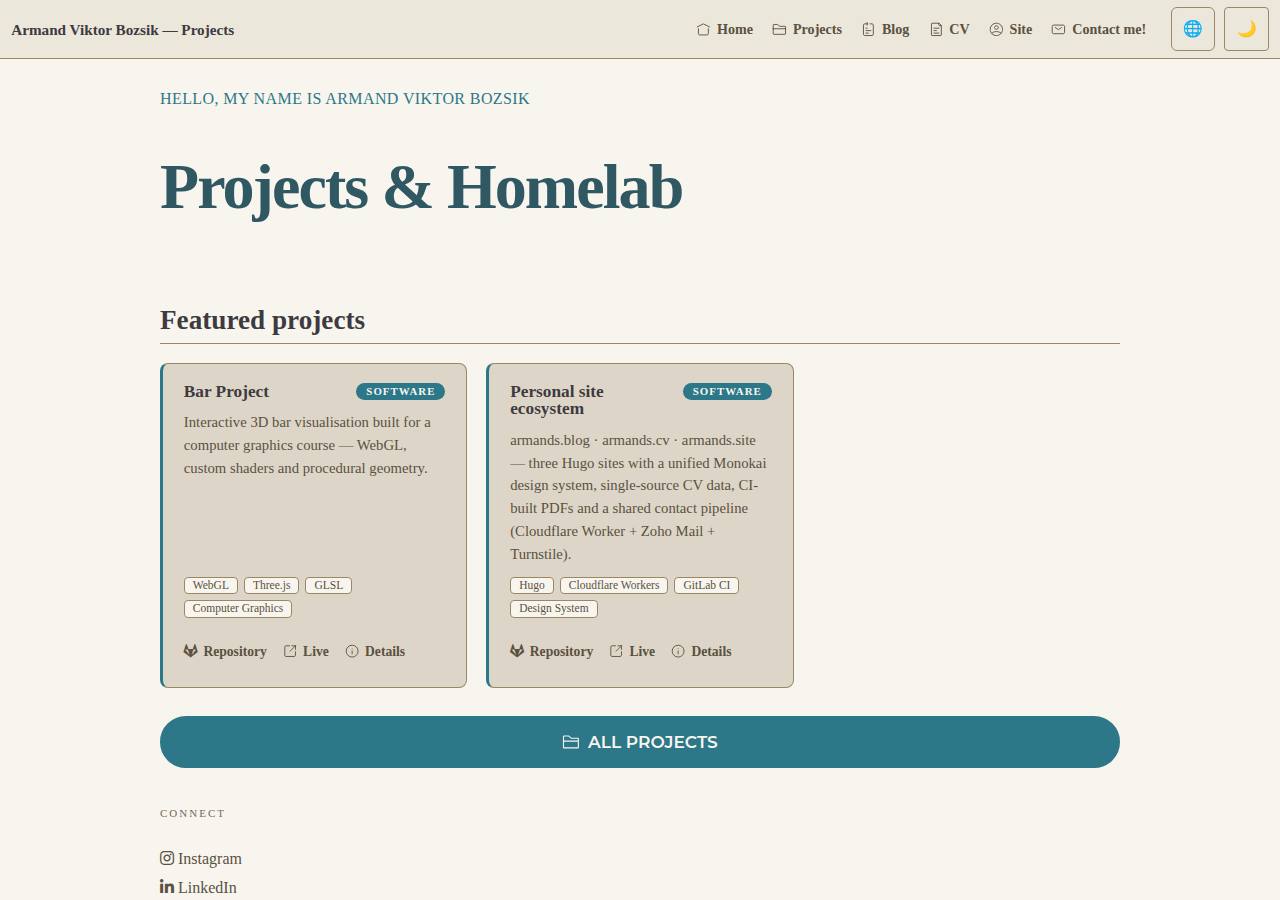 Armand Viktor Bozsik — Projects
Home Projects Blog CV Site Contact me!
HELLO, MY NAME IS ARMAND VIKTOR BOZSIK
Projects & Homelab
Featured projects
Bar Project SOFTWARE
Interactive 3D bar visualisation built for a
computer graphics course — WebGL,
custom shaders and procedural geometry.
WebGL Three.js GLSL
Computer Graphics
Repository Live Details
Personal site SOFTWARE
ecosystem
armands.blog · armands.cv · armands.site
— three Hugo sites with a unified Monokai
design system, single-source CV data, CI-
built PDFs and a shared contact pipeline
(Cloudflare Worker + Zoho Mail +
Turnstile).
Hugo Cloudflare Workers GitLab CI
Design System
Repository Live Details
ALL PROJECTS
CONNECT
Instagram
LinkedIn